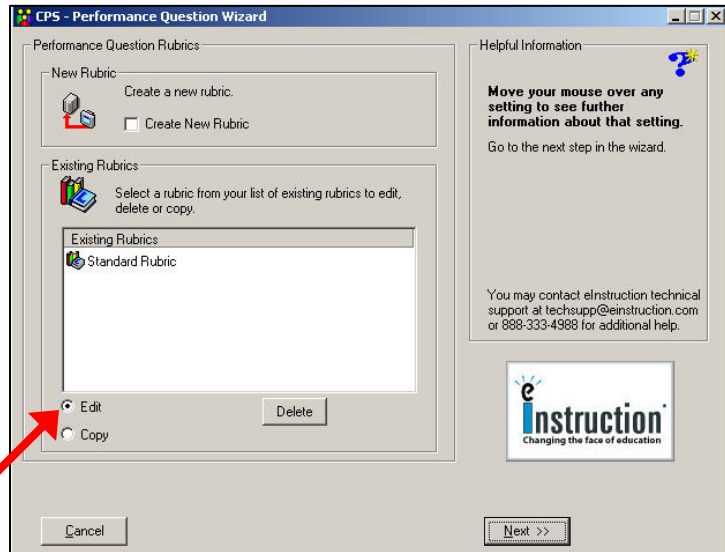 CPS - Performance Question Wizard
Performance Question Rubrics
New Rubric
Create a new rubric.
Create New Rubric
Existing Rubrics
Select a rubric from your list of existing rubrics to edit,
delete or copy.
Existing Rubrics
Standard Rubric
Edit
Copy
Delete
Cancel
Helpful Information
Move your mouse over any
setting to see further
information about that setting.
Go to the next step in the wizard.
You may contact eInstruction technical
support at techsupp@einstruction.com
or 888-333-4988 for additional help.
eInstruction
Changing the face of education
Next >>